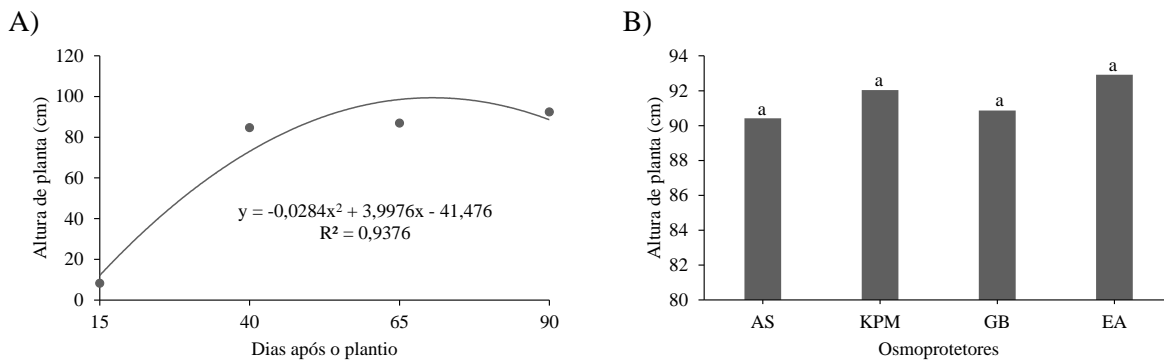 A)
Altura de planta (cm)
120
100
80
60
40
20
0
y = -0,0284x² + 3,9976x - 41,476
R² = 0,9376
15 40 65 90
Dias após o plantio
B)
Altura de planta (cm)
94
92
90
88
86
84
82
80
a a a a
AS KPM GB EA
Osmoprotetores